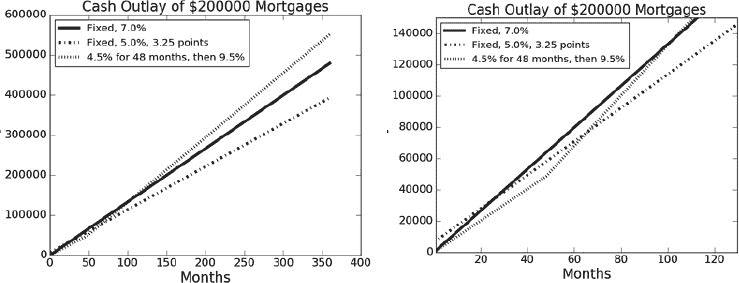 Cash Outlay of $200000 Mortgages
600000
500000
400000
300000
200000
100000
0
Fixed, 7.0%
Fixed, 5.0%, 3.25 points
4.5% for 48 months, then 9.5%
0 50 100 150 200 250 300 350 400
Months
Cash Outlay of $200000 Mortgages
140000
120000
100000
80000
60000
40000
20000
Fixed, 7.0%
Fixed, 5.0%, 3.25 points
4.5% for 48 months, then 9.5%
20 40 60 80 100 120
Months